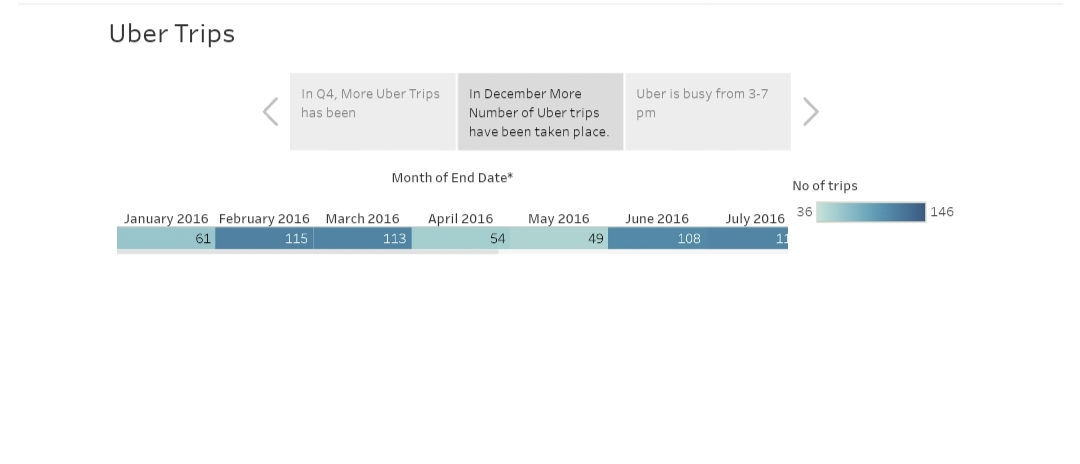 Uber Trips
In Q4, More Uber Trips
has been
In December More
Number of Uber trips
have been taken place.
Uber is busy from 3-7
pm
Month of End Date*
No of trips
36 146
January 2016 February 2016 March 2016 April 2016 May 2016 June 2016 July 2016
61 115 113 54 49 108